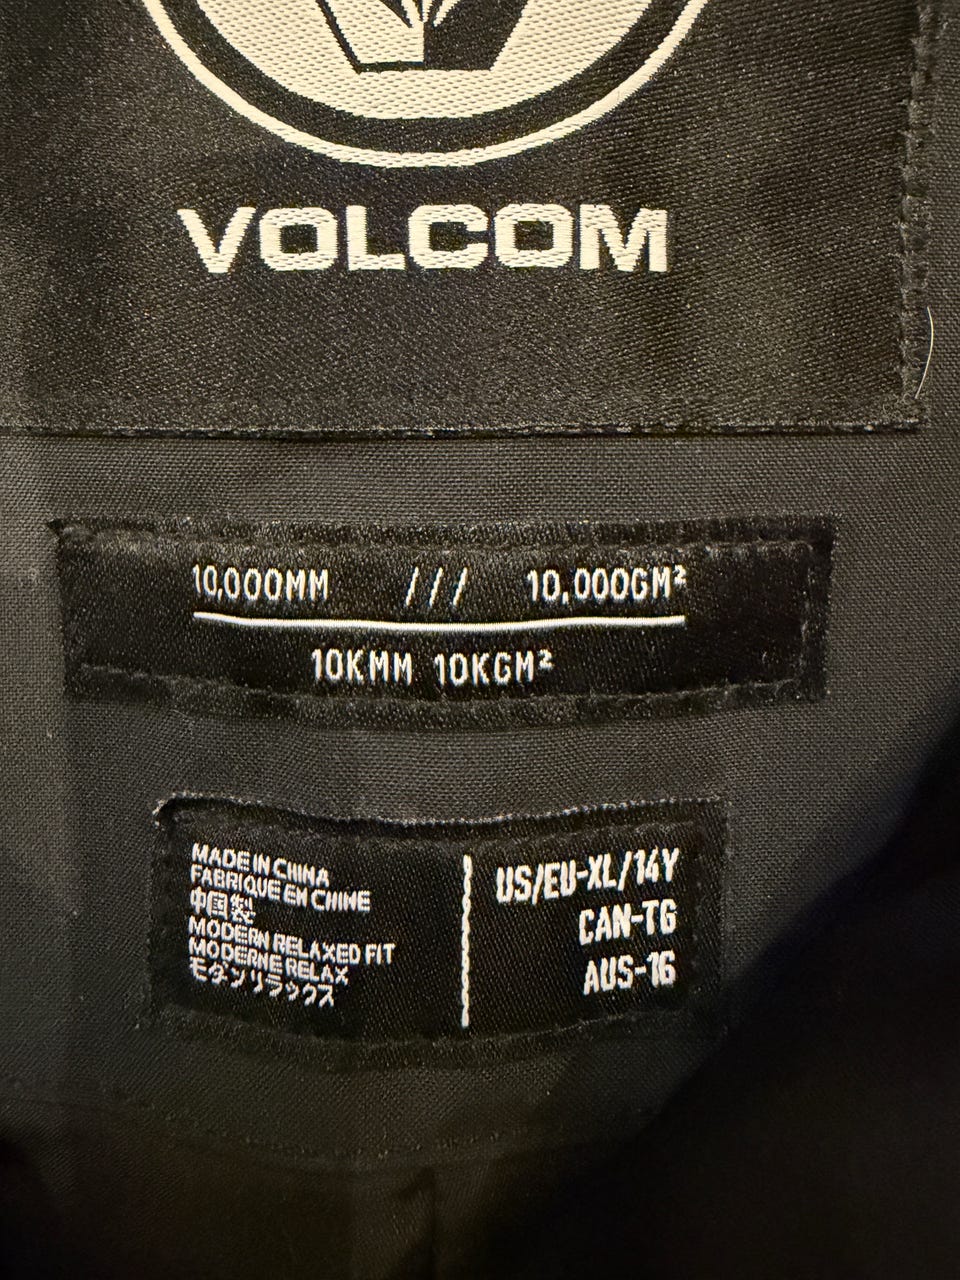 VOLCOM
10,000MM /// 10,000GM²
10KMM 10KGM²
MADE IN CHINA
FABRIQUE EN CHINE
中国製
MODERN RELAXED FIT
MODERNE RELAX
モダンリラックス
US/EU-XL/14Y
CAN-TG
AUS-16